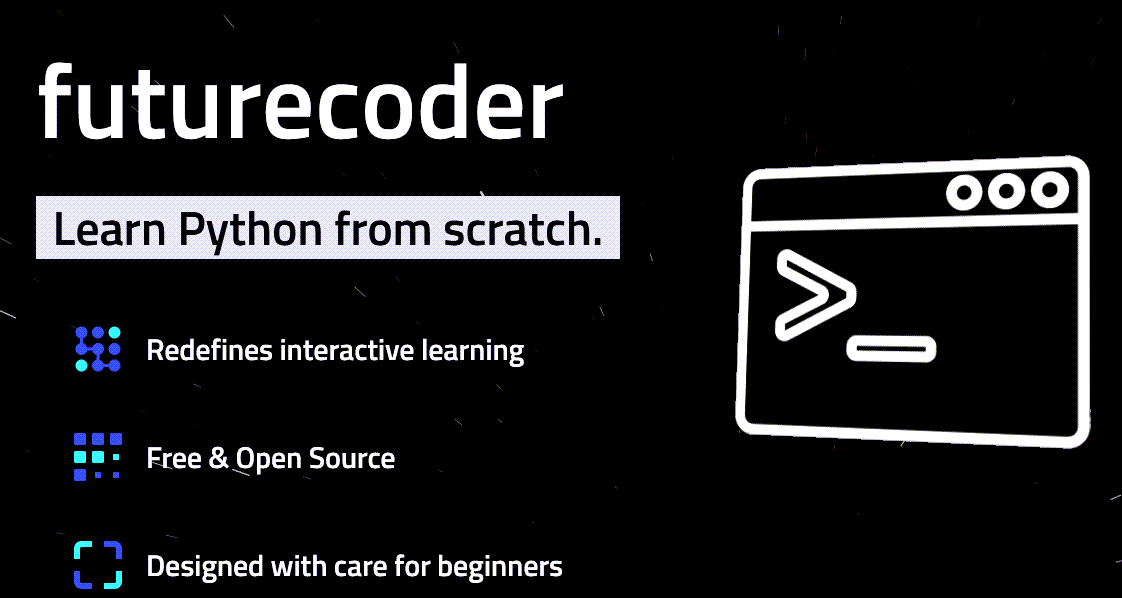 futurecoder
Learn Python from scratch.
Redefines interactive learning
Free & Open Source
Designed with care for beginners
>_